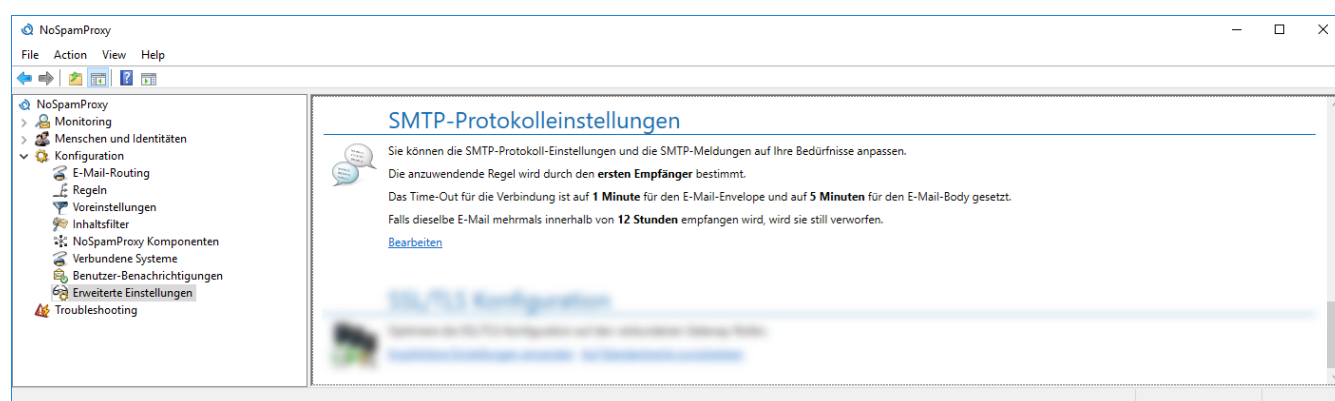 NoSpamProxy
File Action View Help
NoSpamProxy
Monitoring
Menschen und Identitäten
Konfiguration
E-Mail-Routing
Regeln
Voreinstellungen
Inhaltsfilter
NoSpamProxy Komponenten
Verbundene Systeme
Benutzer-Benachrichtigungen
Erweiterte Einstellungen
Troubleshooting
SMTP-Protokolleinstellungen
Sie können die SMTP-Protokoll-Einstellungen und die SMTP-Meldungen auf Ihre Bedürfnisse anpassen.
Die anzuwendende Regel wird durch den ersten Empfänger bestimmt.
Das Time-Out für die Verbindung ist auf 1 Minute für den E-Mail-Envelope und auf 5 Minuten für den E-Mail-Body gesetzt.
Falls dieselbe E-Mail mehrmals innerhalb von 12 Stunden empfangen wird, wird sie still verworfen.
Bearbeiten
SSL/TLS Konfiguration